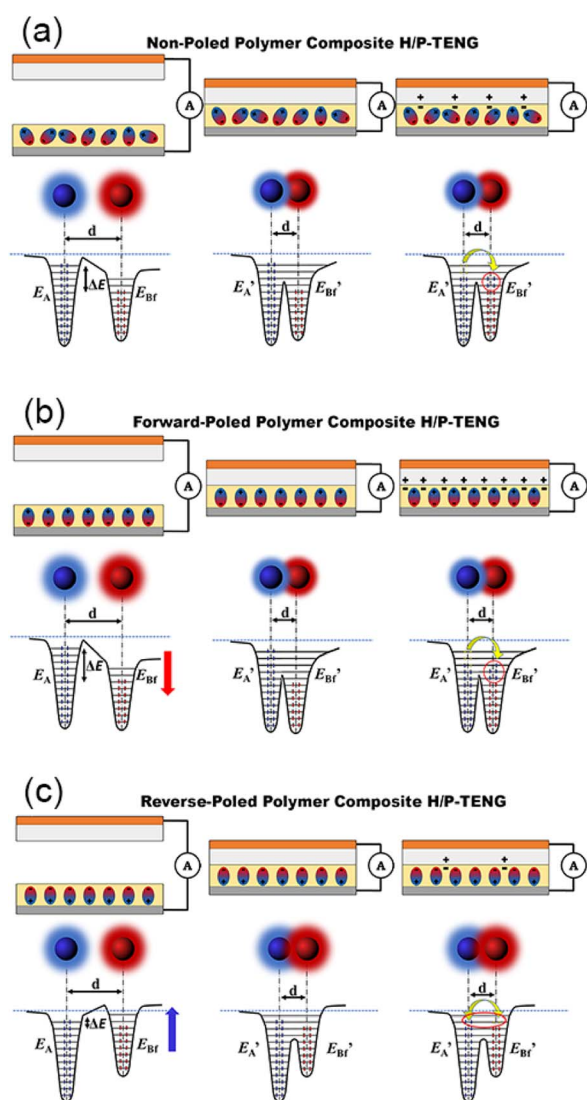 (a)
Non-Poled Polymer Composite H/P-TENG
A A A
+ + + +
- - - -
d d d
E_A ΔE E_Bf E_A' E_Bf' E_A' E_Bf'
(b)
Forward-Poled Polymer Composite H/P-TENG
A A A
+ + + + + + + +
- - - - - - - -
d d d
E_A ΔE E_Bf E_A' E_Bf' E_A' E_Bf'
(c)
Reverse-Poled Polymer Composite H/P-TENG
A A A
+ +
- -
d d d
E_A ΔE E_Bf E_A' E_Bf' E_A' E_Bf'